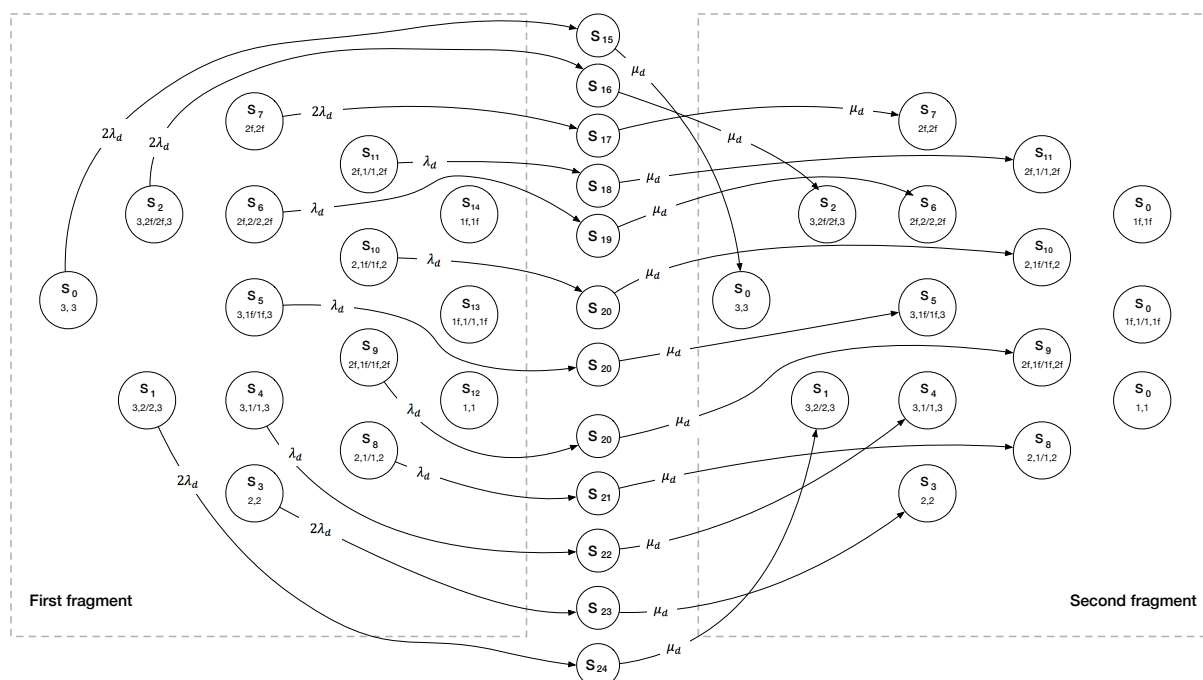 S15
S16
S17
S18
S19
S20
S20
S20
S21
S22
S23
S24
2λd
2λd
2λd
λd
λd
λd
λd
λd
λd
λd
2λd
2λd
S7
2f,2f
S11
2f,1/1,2f
S2
3,2f/2f,3
S6
2f,2/2,2f
S14
1f,1f
S10
2,1f/1f,2
S0
3, 3
S5
3,1f/1f,3
S13
1f,1/1,1f
S9
2f,1f/1f,2f
S1
3,2/2,3
S4
3,1/1,3
S12
1,1
S8
2,1/1,2
S3
2,2
First fragment
μd
μd
μd
μd
μd
μd
μd
μd
μd
μd
μd
μd
S7
2f,2f
S11
2f,1/1,2f
S2
3,2f/2f,3
S6
2f,2/2,2f
S0
1f,1f
S10
2,1f/1f,2
S0
3,3
S5
3,1f/1f,3
S0
1f,1/1,1f
S9
2f,1f/1f,2f
S1
3,2/2,3
S4
3,1/1,3
S0
1,1
S8
2,1/1,2
S3
2,2
Second fragment